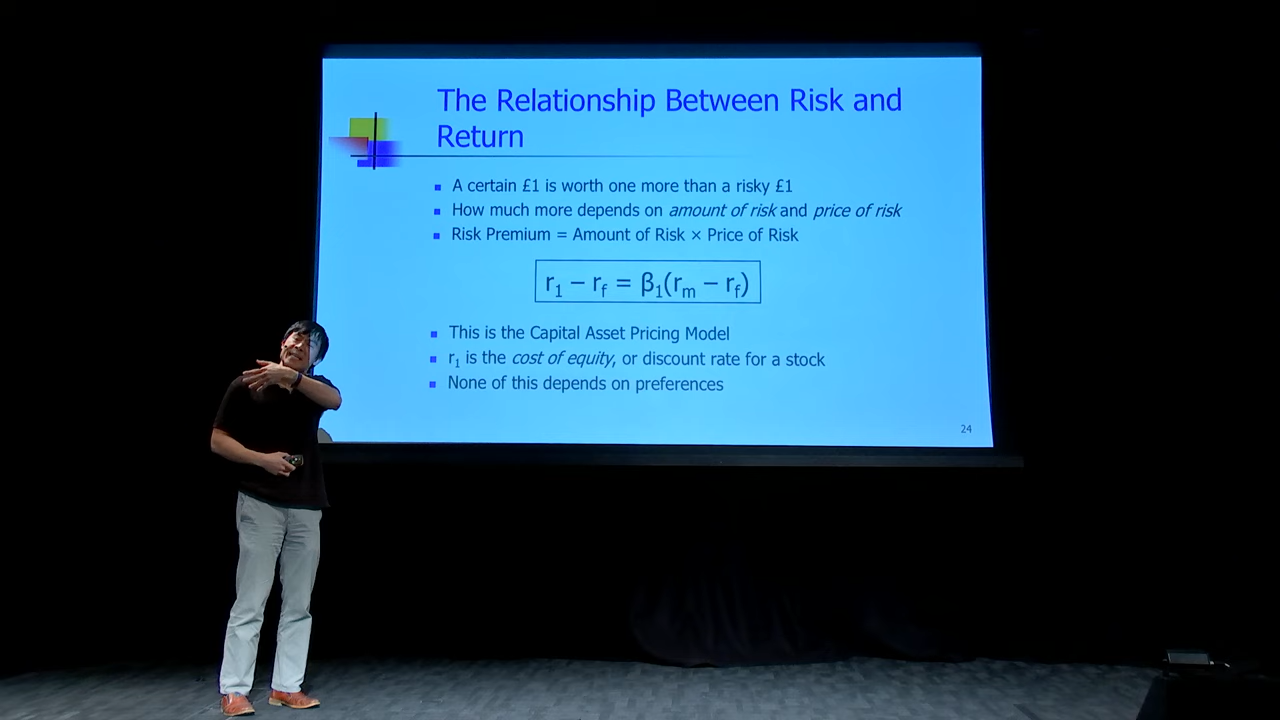 The Relationship Between Risk and
Return
A certain £1 is worth one more than a risky £1
How much more depends on amount of risk and price of risk
Risk Premium = Amount of Risk × Price of Risk
r₁ − r_f = β₁(r_m − r_f)
This is the Capital Asset Pricing Model
r₁ is the cost of equity, or discount rate for a stock
None of this depends on preferences
24